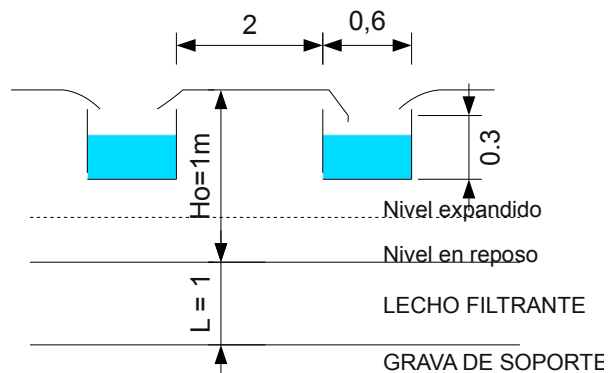 2
0,6
0.3
Ho=1m
Nivel expandido
Nivel en reposo
L = 1
LECHO FILTRANTE
GRAVA DE SOPORTE